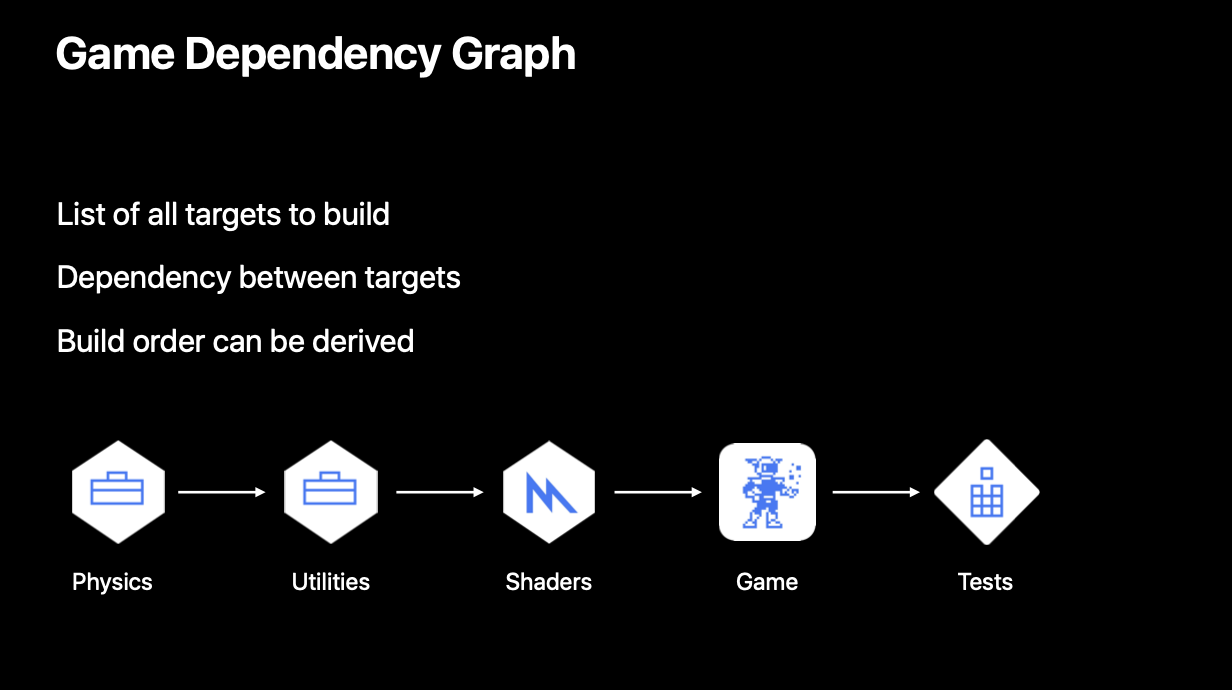 Game Dependency Graph
List of all targets to build
Dependency between targets
Build order can be derived
Physics
Utilities
Shaders
Game
Tests